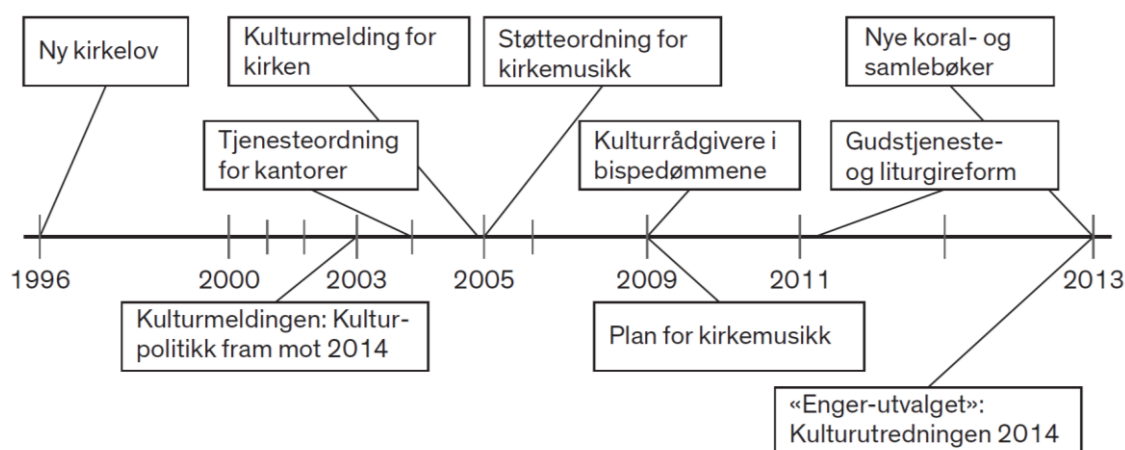 Ny kirkelov
Kulturmelding for
kirken
Støtteordning for
kirkemusikk
Nye koral- og
samlebøker
Tjenesteordning
for kantorer
Kulturrådgivere i
bispedømmene
Gudstjeneste-
og liturgireform
1996
2000
2003
2005
2009
2011
2013
Kulturmeldingen: Kultur-
politikk fram mot 2014
Plan for kirkemusikk
«Enger-utvalget»:
Kulturutredningen 2014